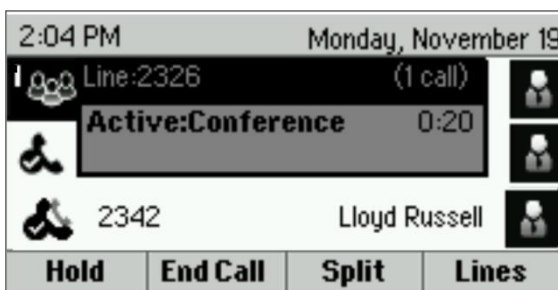 2:04 PM Monday, November 19
Line:2326 (1 call)
Active:Conference 0:20
2342 Lloyd Russell
Hold End Call Split Lines